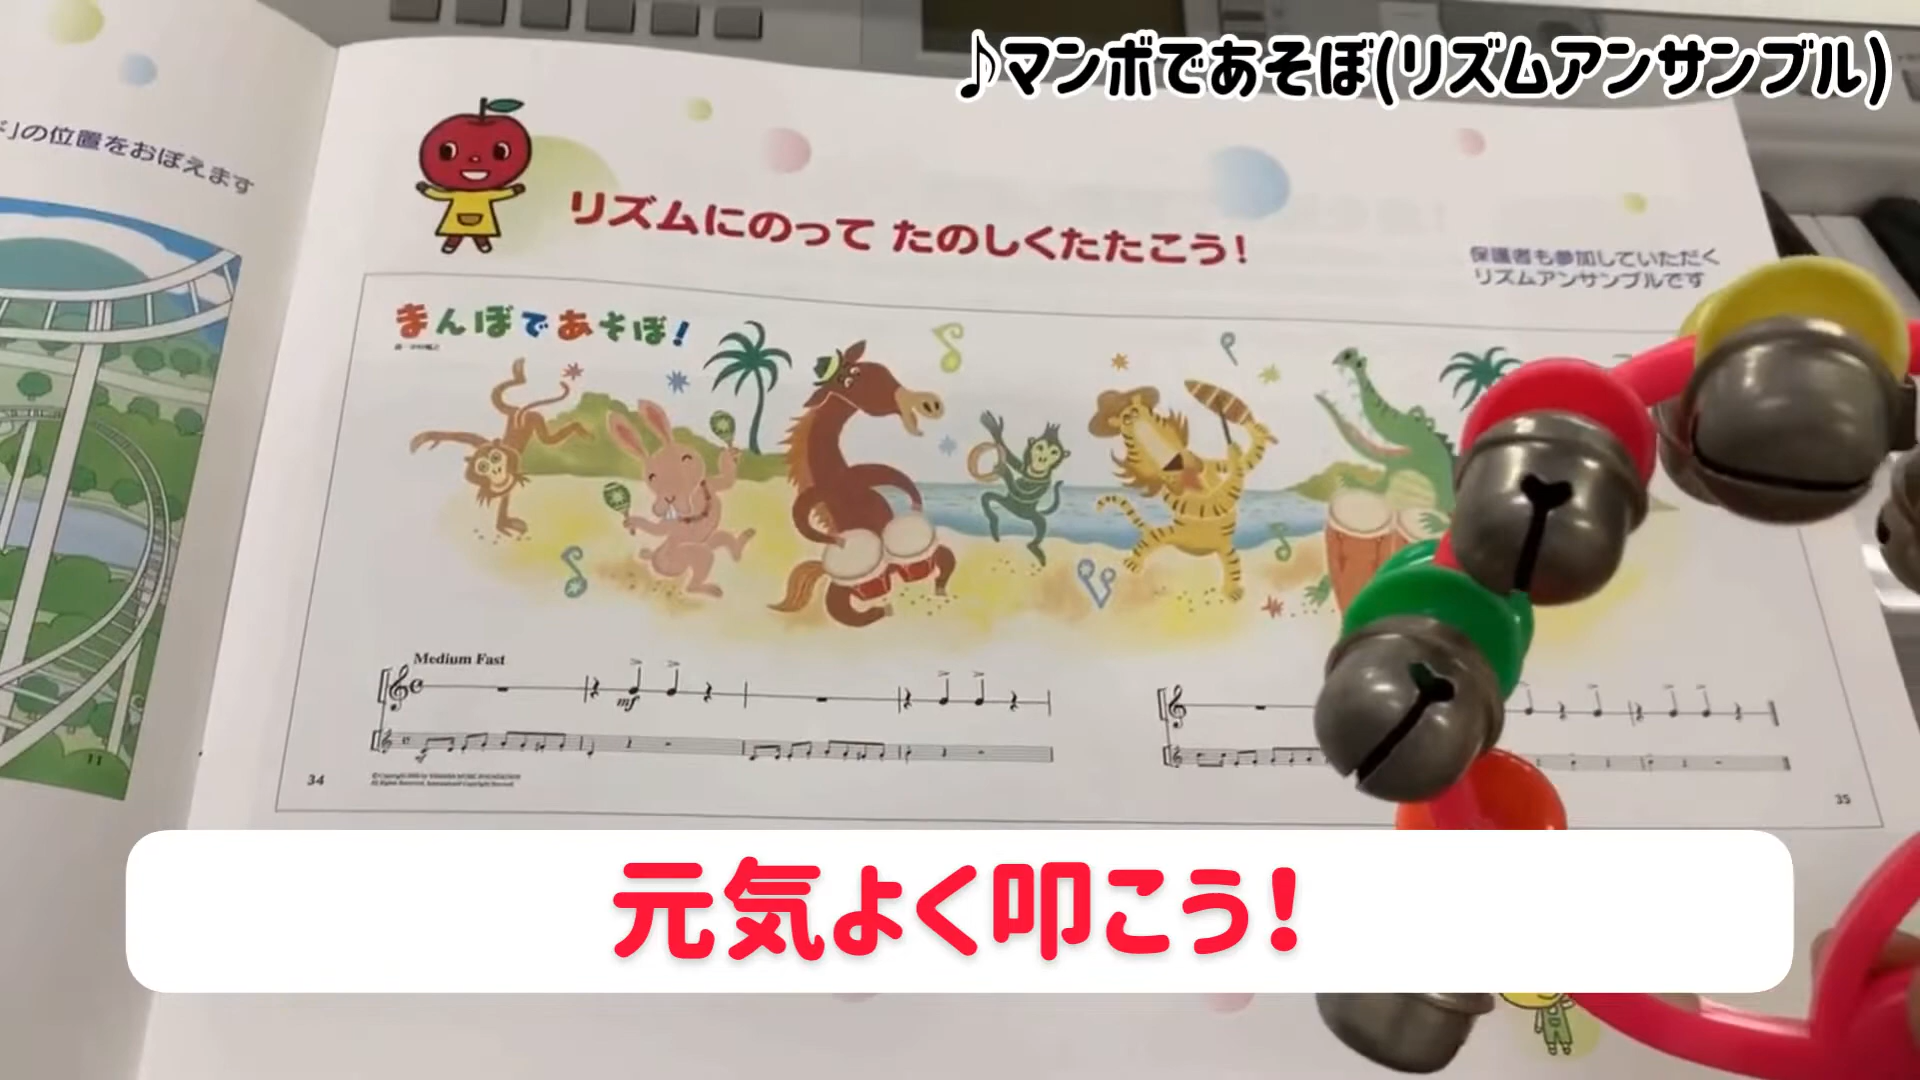 ♪マンボであそぼ(リズムアンサンブル)
」の位置をおぼえます
リズムにのって たのしくたたこう!
保護者も参加していただく
リズムアンサンブルです
まんぼであそぼ!
Medium Fast
mf
11
34
35
元気よく叩こう!